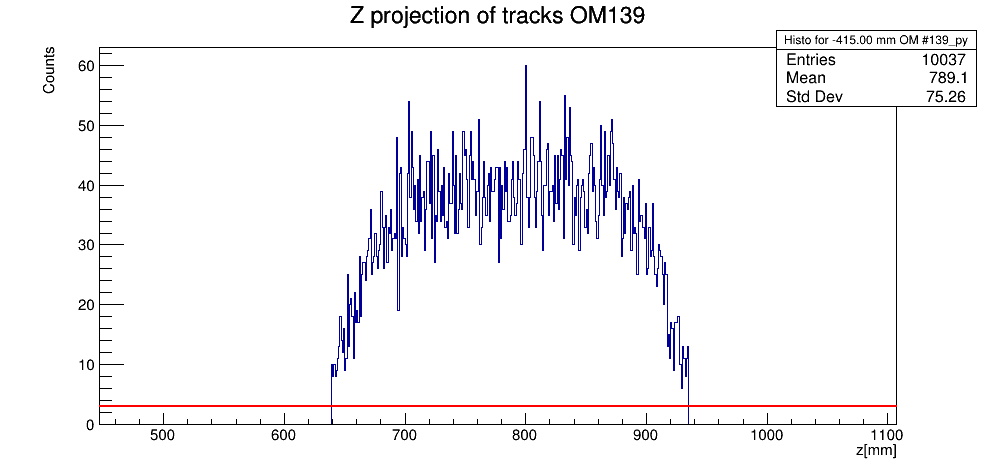 Z projection of tracks OM139
Histo for -415.00 mm OM #139_py
Entries 10037
Mean 789.1
Std Dev 75.26
Counts
60
50
40
30
20
10
0
500 600 700 800 900 1000 1100
z[mm]